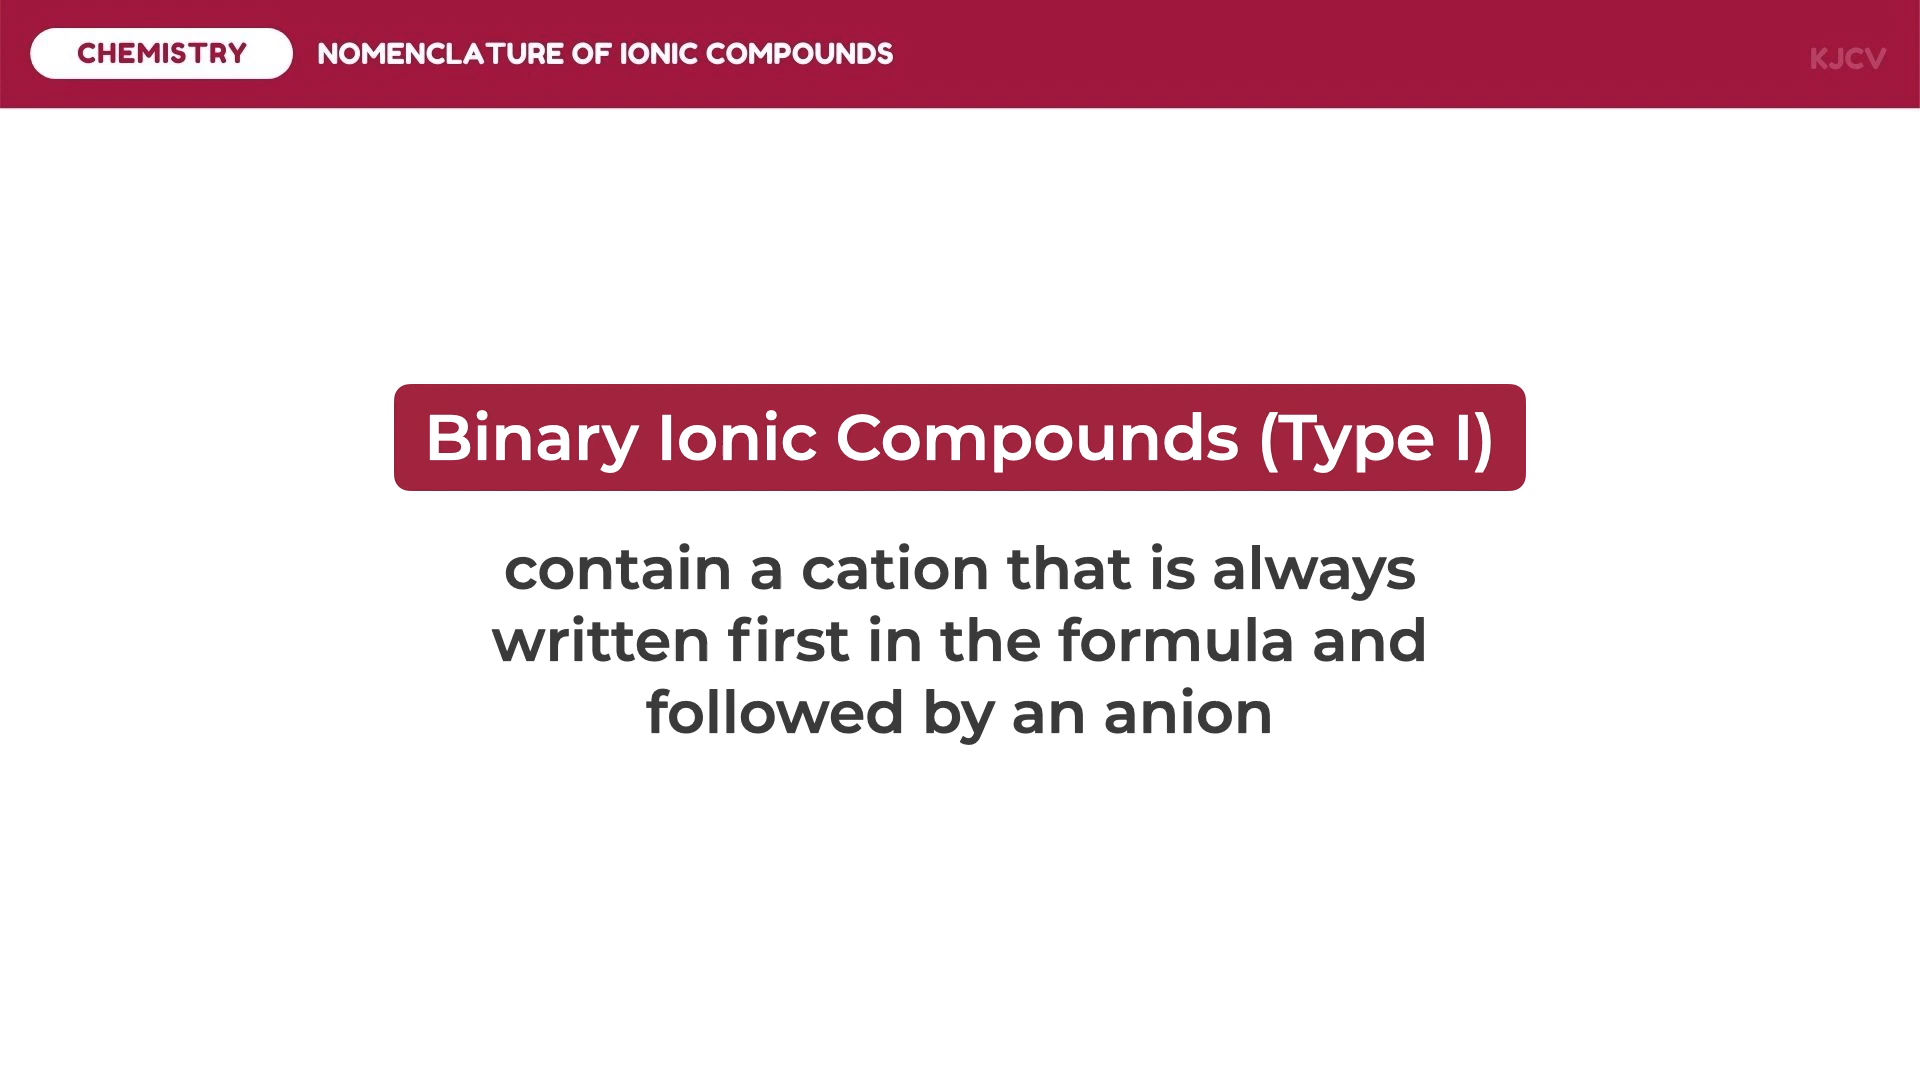 CHEMISTRY
NOMENCLATURE OF IONIC COMPOUNDS
KJCV
Binary Ionic Compounds (Type I)
contain a cation that is always
written first in the formula and
followed by an anion